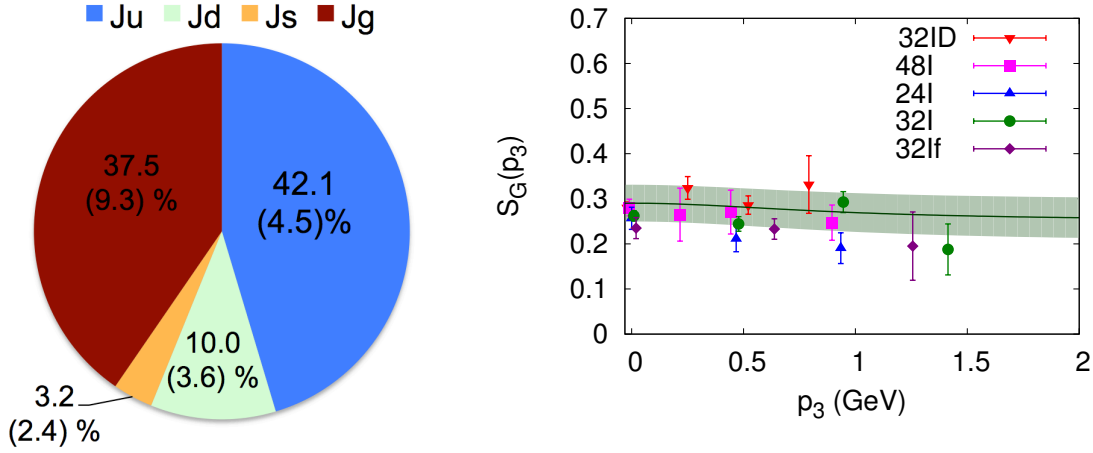 Ju Jd Js Jg
37.5
(9.3) %
42.1
(4.5)%
10.0
(3.6) %
3.2
(2.4) %
S_G(p_3)
0.7
0.6
0.5
0.4
0.3
0.2
0.1
0
32ID
48I
24I
32I
32If
0 0.5 1 1.5 2
p_3 (GeV)